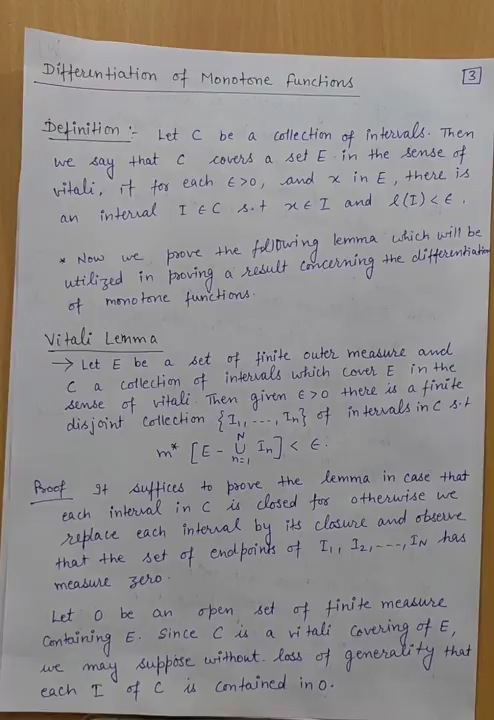 Differentiation of Monotone functions
3
Definition :- Let C be a collection of intervals. Then
we say that C covers a set E in the sense of
vitali, if for each ϵ>0, and x in E, there is
an interval I ∈ C s.t x ∈ I and l(I) < ϵ.
* Now we prove the following lemma which will be
utilized in proving a result concerning the differentiation
of monotone functions.
Vitali Lemma
→ Let E be a set of finite outer measure and
C a collection of intervals which cover E in the
sense of vitali. Then given ϵ>0 there is a finite
disjoint collection {I₁, ---, Iₙ} of intervals in C s.t
m* [E - ⋃ₙ₌₁ᴺ Iₙ] < ϵ.
Proof It suffices to prove the lemma in case that
each interval in C is closed for otherwise we
replace each interval by its closure and observe
that the set of endpoints of I₁, I₂, ---, I_N has
measure zero.
Let O be an open set of finite measure
containing E. Since C is a vitali covering of E,
we may suppose without loss of generality that
each I of C is contained in O.